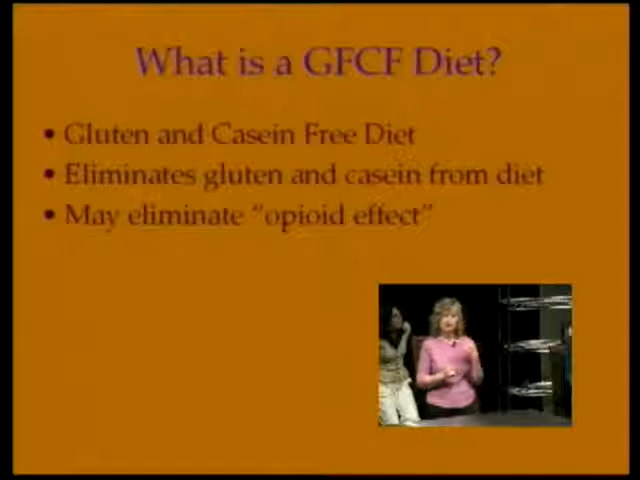 What is a GFCF Diet?
• Gluten and Casein Free Diet
• Eliminates gluten and casein from diet
• May eliminate “opioid effect”